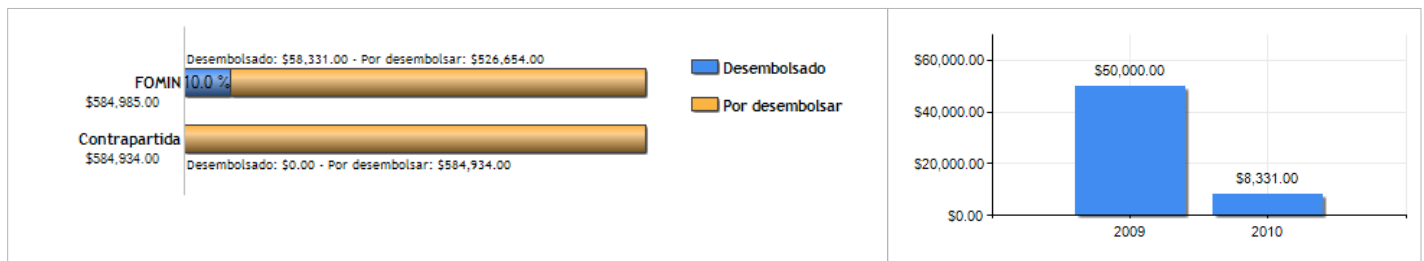 Desembolsado: $58,331.00 - Por desembolsar: $526,654.00
FOMIN 10.0 %
$584,985.00
Contrapartida
$584,934.00
Desembolsado: $0.00 - Por desembolsar: $584,934.00
Desembolsado
Por desembolsar
$60,000.00
$50,000.00
$40,000.00
$20,000.00
$8,331.00
$0.00
2009 2010